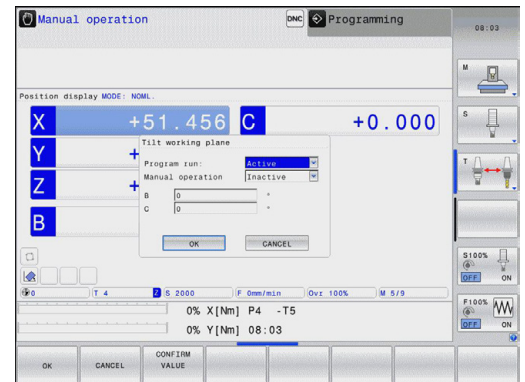 Manual operation
DNC
Programming
08:03
Position display MODE: NOML.
X +51.456 C +0.000
Y +
Z +
B
Tilt working plane
Program run: Active
Manual operation Inactive
B 0 °
C 0 °
OK CANCEL
M
S
T
S100%
OFF ON
F100%
OFF ON
0 T 4 Z S 2000 F 0mm/min Ovr 100% M 5/9
0% X[Nm] P4 -T5
0% Y[Nm] 08:03
OK CANCEL CONFIRM
VALUE